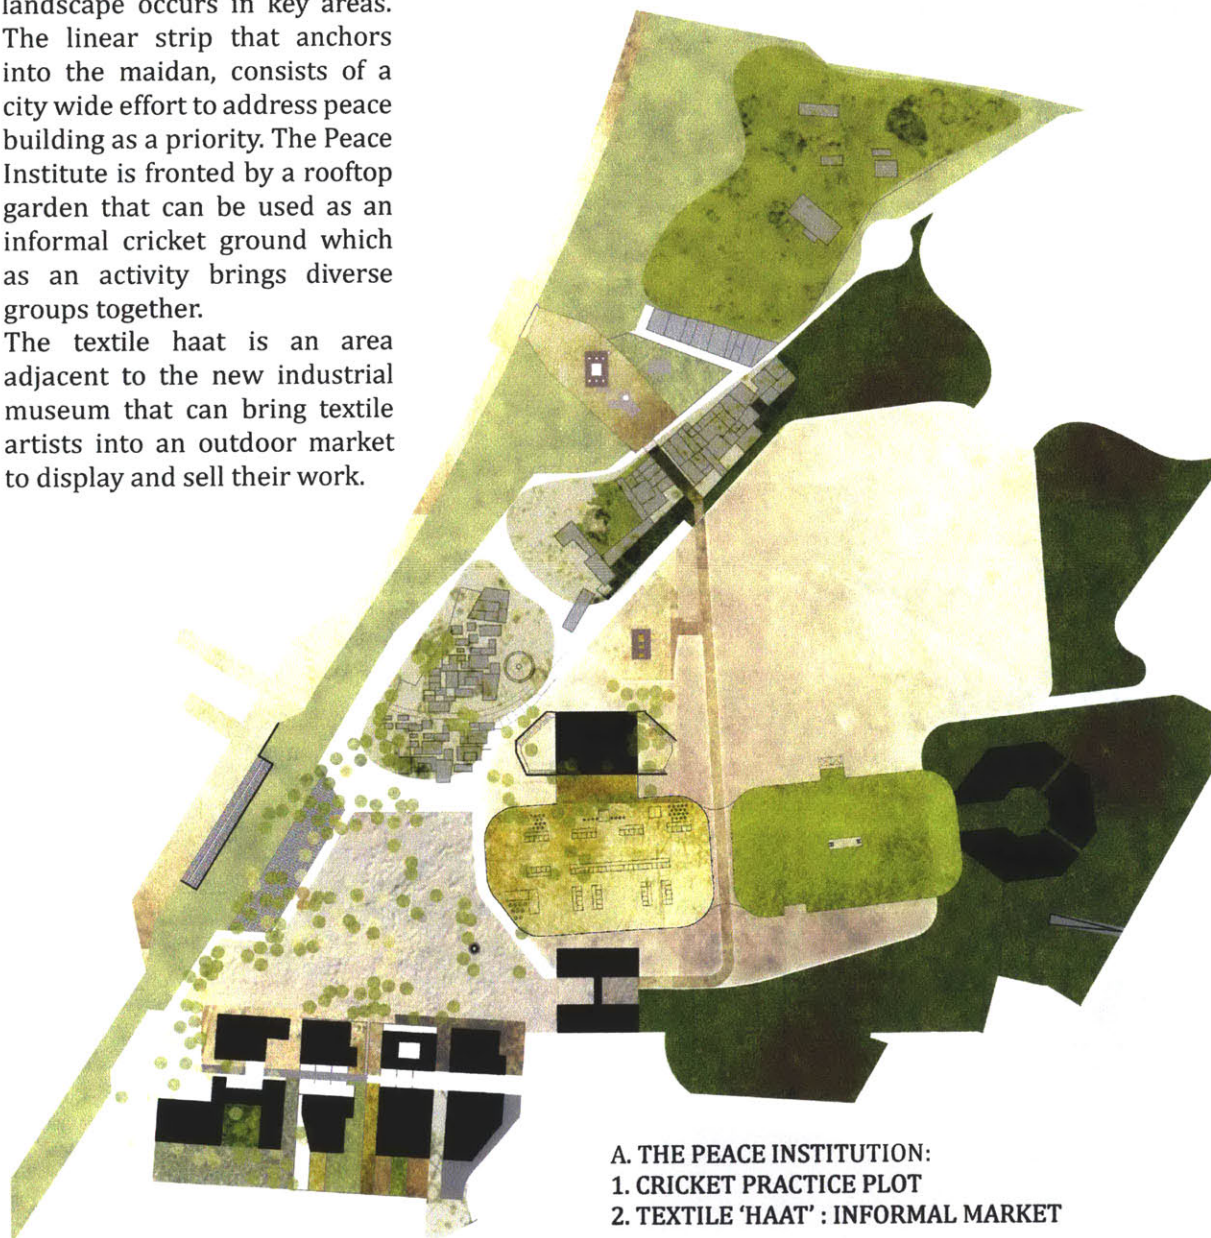 landscape occurs in key areas.
The linear strip that anchors
into the maidan, consists of a
city wide effort to address peace
building as a priority. The Peace
Institute is fronted by a rooftop
garden that can be used as an
informal cricket ground which
as an activity brings diverse
groups together.
The textile haat is an area
adjacent to the new industrial
museum that can bring textile
artists into an outdoor market
to display and sell their work.
A. THE PEACE INSTITUTION:
1. CRICKET PRACTICE PLOT
2. TEXTILE ‘HAAT’ : INFORMAL MARKET